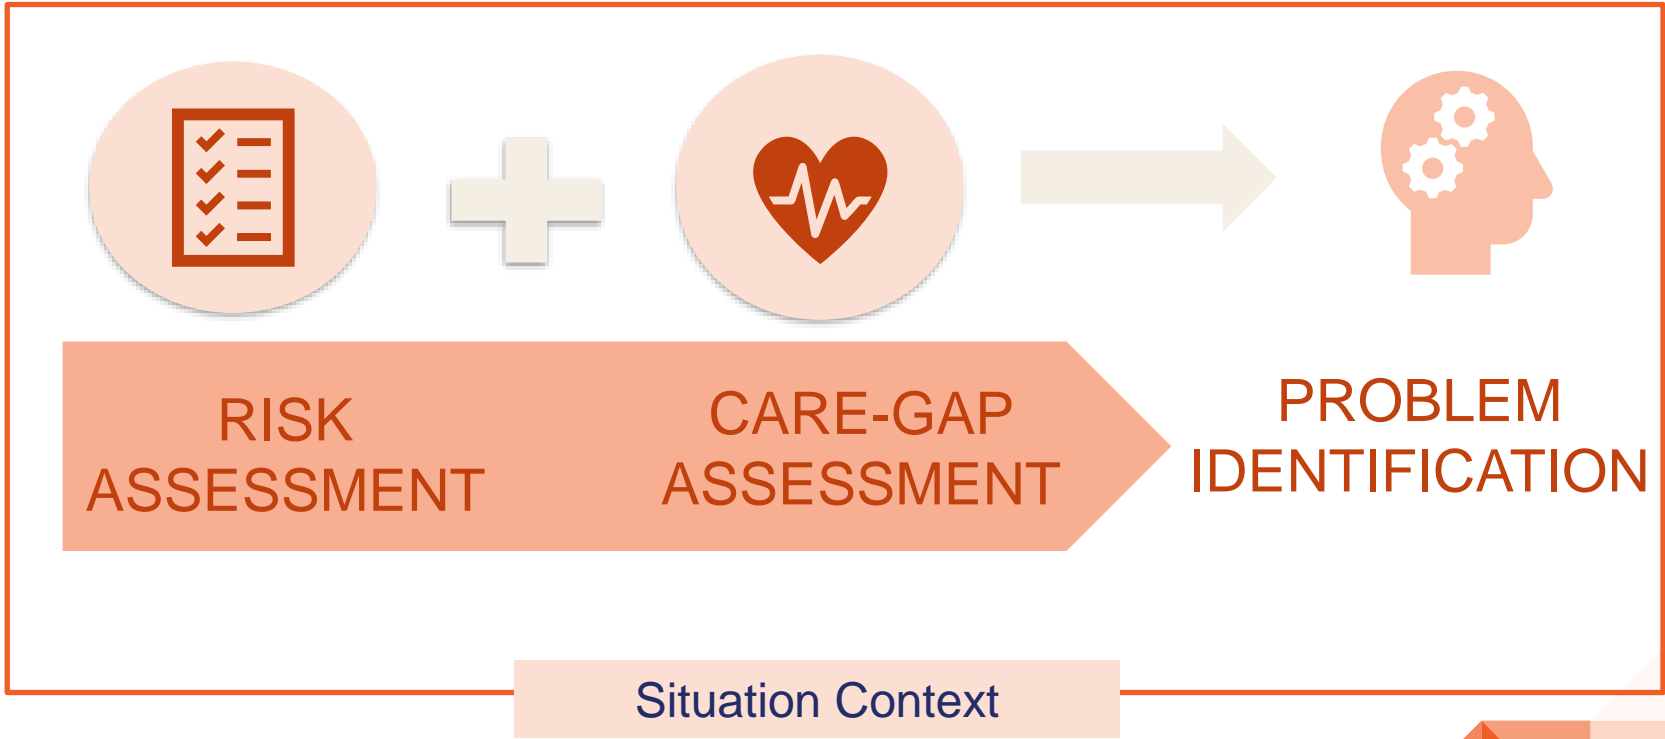 RISK
ASSESSMENT
CARE-GAP
ASSESSMENT
PROBLEM
IDENTIFICATION
Situation Context